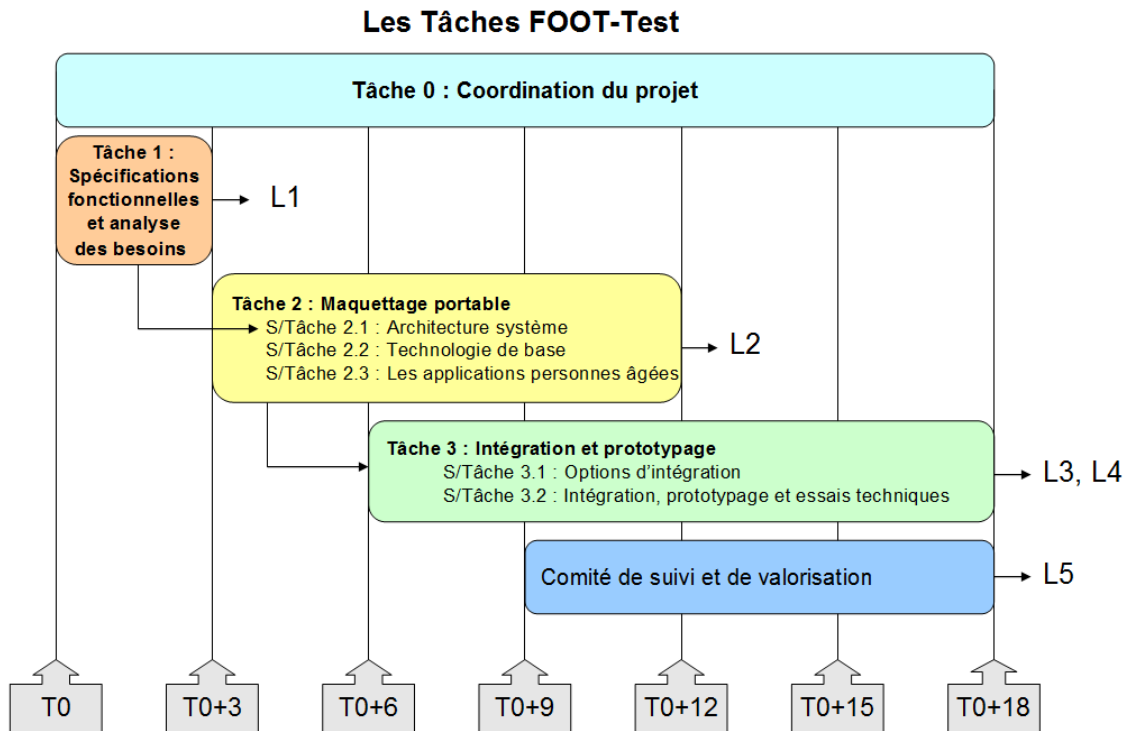 Les Tâches FOOT-Test
Tâche 0 : Coordination du projet
Tâche 1 :
Spécifications
fonctionnelles
et analyse
des besoins
L1
Tâche 2 : Maquettage portable
S/Tâche 2.1 : Architecture système
S/Tâche 2.2 : Technologie de base
S/Tâche 2.3 : Les applications personnes âgées
L2
Tâche 3 : Intégration et prototypage
S/Tâche 3.1 : Options d'intégration
S/Tâche 3.2 : Intégration, prototypage et essais techniques
L3, L4
Comité de suivi et de valorisation
L5
T0
T0+3
T0+6
T0+9
T0+12
T0+15
T0+18